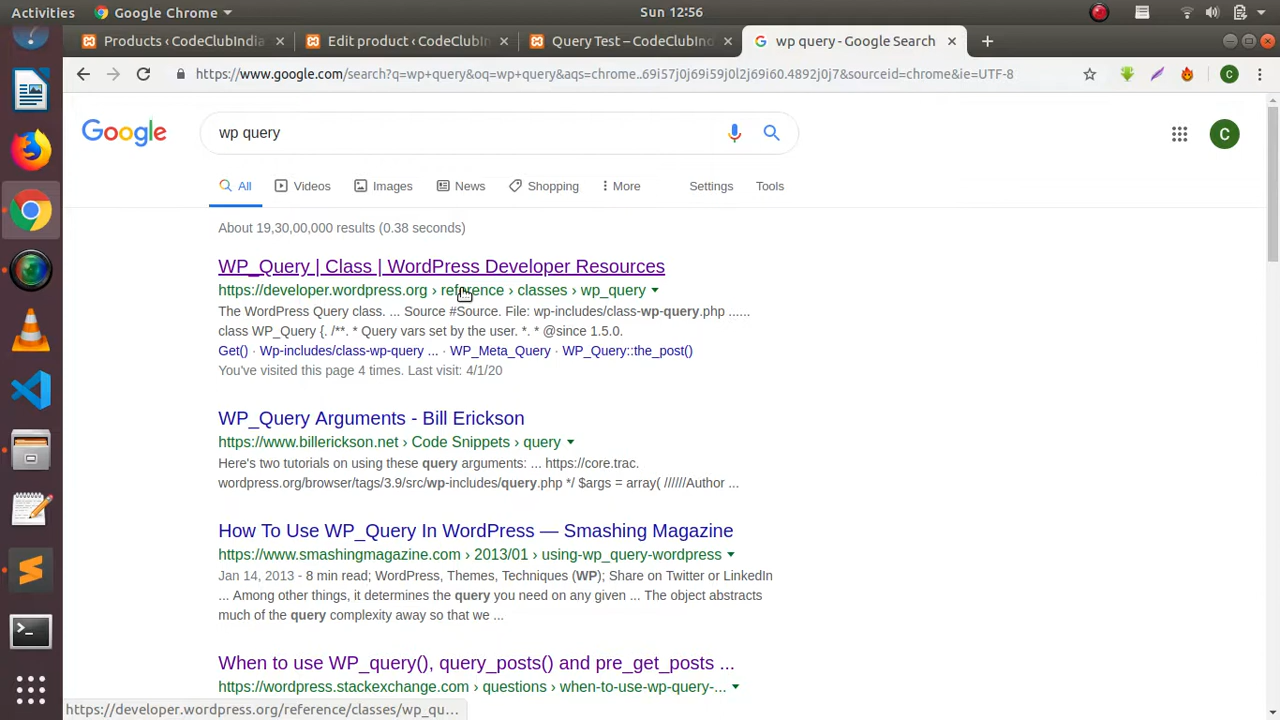 Activities Google Chrome Sun 12:56
Products ‹ CodeClubIndia Edit product ‹ CodeClubIn Query Test – CodeClubInd wp query - Google Search
https://www.google.com/search?q=wp+query&oq=wp+query&aqs=chrome..69i57j0j69i59j0l2j69i60.4892j0j7&sourceid=chrome&ie=UTF-8 C
Google wp query C
All Videos Images News Shopping More Settings Tools
About 19,30,00,000 results (0.38 seconds)
WP_Query | Class | WordPress Developer Resources
https://developer.wordpress.org › reference › classes › wp_query
The WordPress Query class. ... Source #Source. File: wp-includes/class-wp-query.php ......
class WP_Query {. /**. * Query vars set by the user. *. * @since 1.5.0.
Get() · Wp-includes/class-wp-query ... · WP_Meta_Query · WP_Query::the_post()
You've visited this page 4 times. Last visit: 4/1/20
WP_Query Arguments - Bill Erickson
https://www.billerickson.net › Code Snippets › query
Here's two tutorials on using these query arguments: ... https://core.trac.
wordpress.org/browser/tags/3.9/src/wp-includes/query.php */ $args = array( //////Author ...
How To Use WP_Query In WordPress — Smashing Magazine
https://www.smashingmagazine.com › 2013/01 › using-wp_query-wordpress
Jan 14, 2013 - 8 min read; WordPress, Themes, Techniques (WP); Share on Twitter or LinkedIn
... Among other things, it determines the query you need on any given ... The object abstracts
much of the query complexity away so that we ...
When to use WP_query(), query_posts() and pre_get_posts ...
https://wordpress.stackexchange.com › questions › when-to-use-wp-query-...
https://developer.wordpress.org/reference/classes/wp_qu...